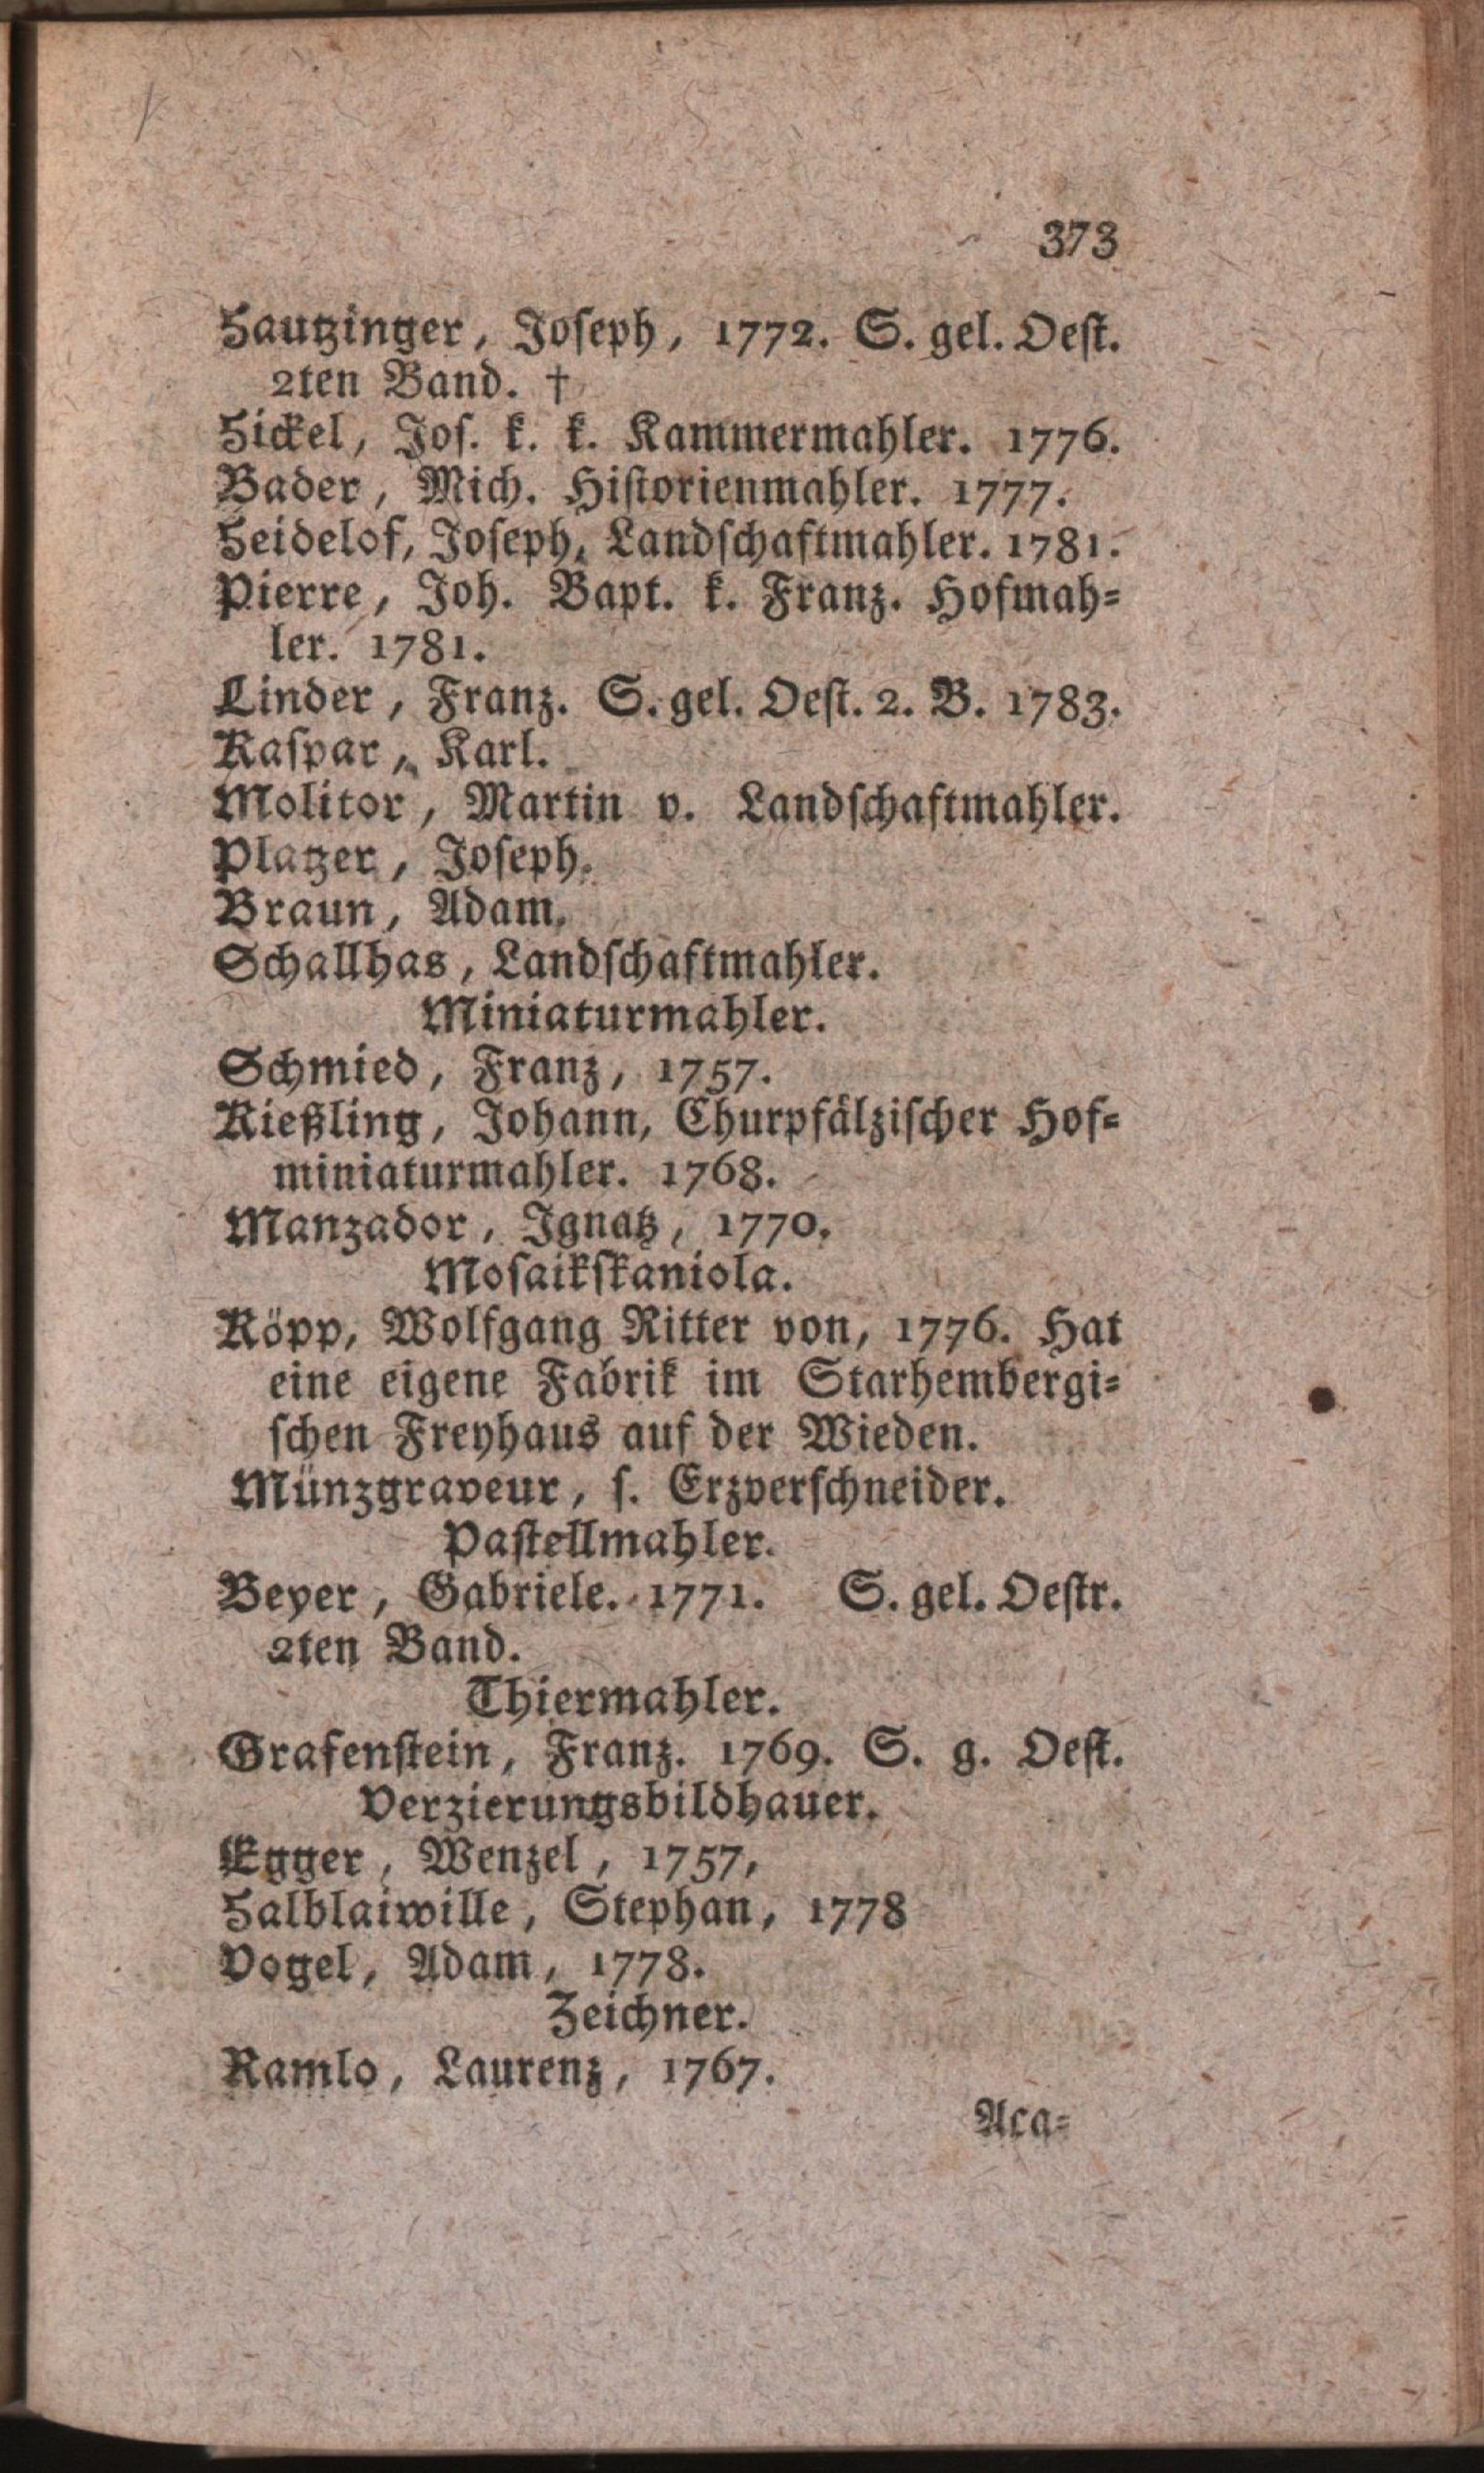 373
Hautzinger, Joseph, 1772. S. gel. Oest.
2ten Band. †
Hickel, Jos. k. k. Kammermahler. 1776.
Bader, Mich. Historienmahler. 1777.
Heidelof, Joseph, Landschaftmahler. 1781.
Pierre, Joh. Bapt. k. Franz. Hofmah=
ler. 1781.
Linder, Franz. S. gel. Oest. 2. B. 1783.
Kaspar, Karl.
Molitor, Martin v. Landschaftmahler.
Platzer, Joseph.
Braun, Adam.
Schallhas, Landschaftmahler.
Miniaturmahler.
Schmied, Franz, 1757.
Kießling, Johann, Churpfälzischer Hof=
miniaturmahler. 1768.
Manzador, Ignatz, 1770.
Mosaikskaniola.
Köpp, Wolfgang Ritter von, 1776. Hat
eine eigene Fabrik im Starhembergi=
schen Freyhaus auf der Wieden.
Münzgraveur, s. Erzverschneider.
Pastellmahler.
Beyer, Gabriele. 1771. S. gel. Oestr.
2ten Band.
Thiermahler.
Grafenstein, Franz. 1769. S. g. Oest.
Verzierungsbildhauer.
Egger, Wenzel, 1757,
Halblaiwille, Stephan, 1778
Vogel, Adam, 1778.
Zeichner.
Ramlo, Laurenz, 1767.
Aca=